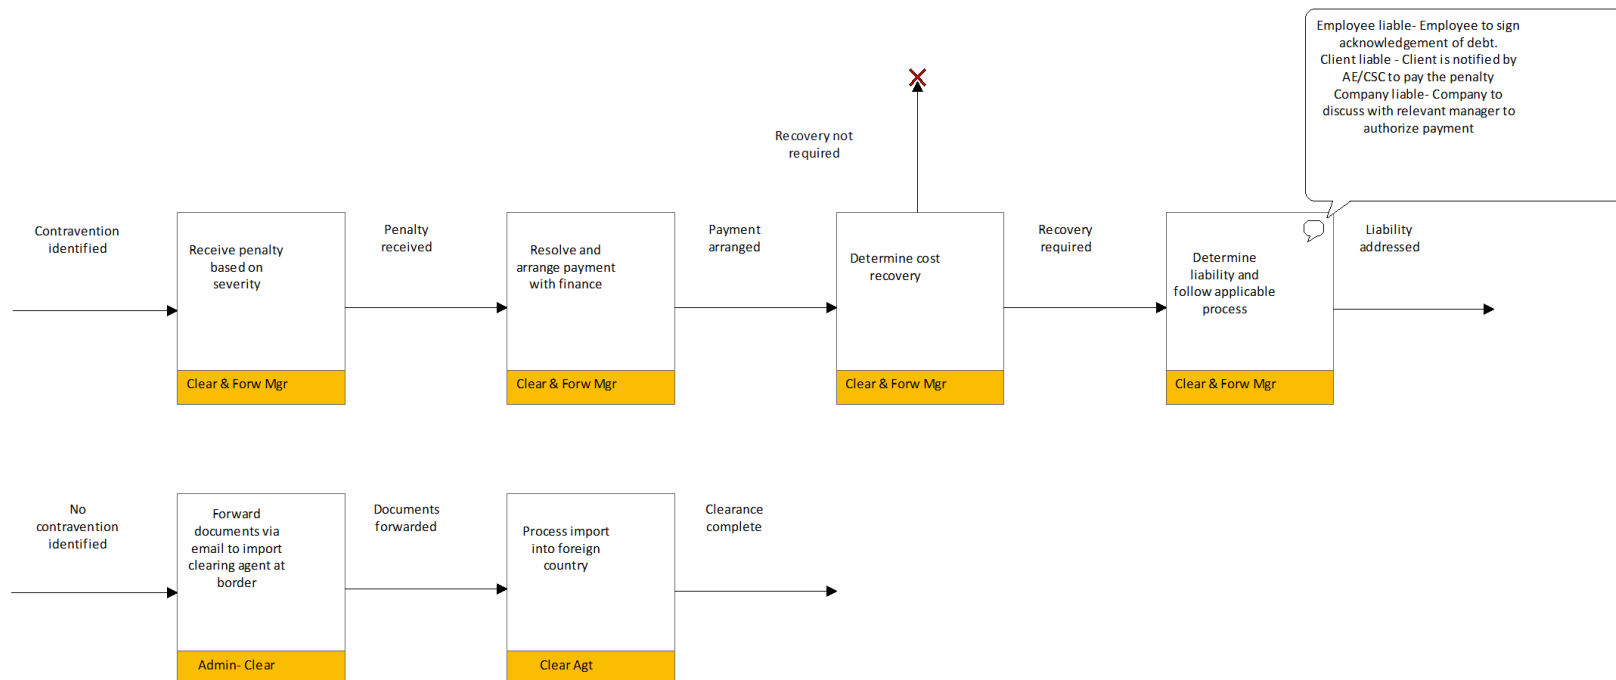 Employee liable- Employee to sign
acknowledgement of debt.
Client liable - Client is notified by
AE/CSC to pay the penalty
Company liable- Company to
discuss with relevant manager to
authorize payment
Recovery not
required
Contravention
identified
Receive penalty
based on
severity
Clear & Forw Mgr
Penalty
received
Resolve and
arrange payment
with finance
Clear & Forw Mgr
Payment
arranged
Determine cost
recovery
Clear & Forw Mgr
Recovery
required
Determine
liability and
follow applicable
process
Clear & Forw Mgr
Liability
addressed
No
contravention
identified
Forward
documents via
email to import
clearing agent at
border
Admin- Clear
Documents
forwarded
Process import
into foreign
country
Clear Agt
Clearance
complete